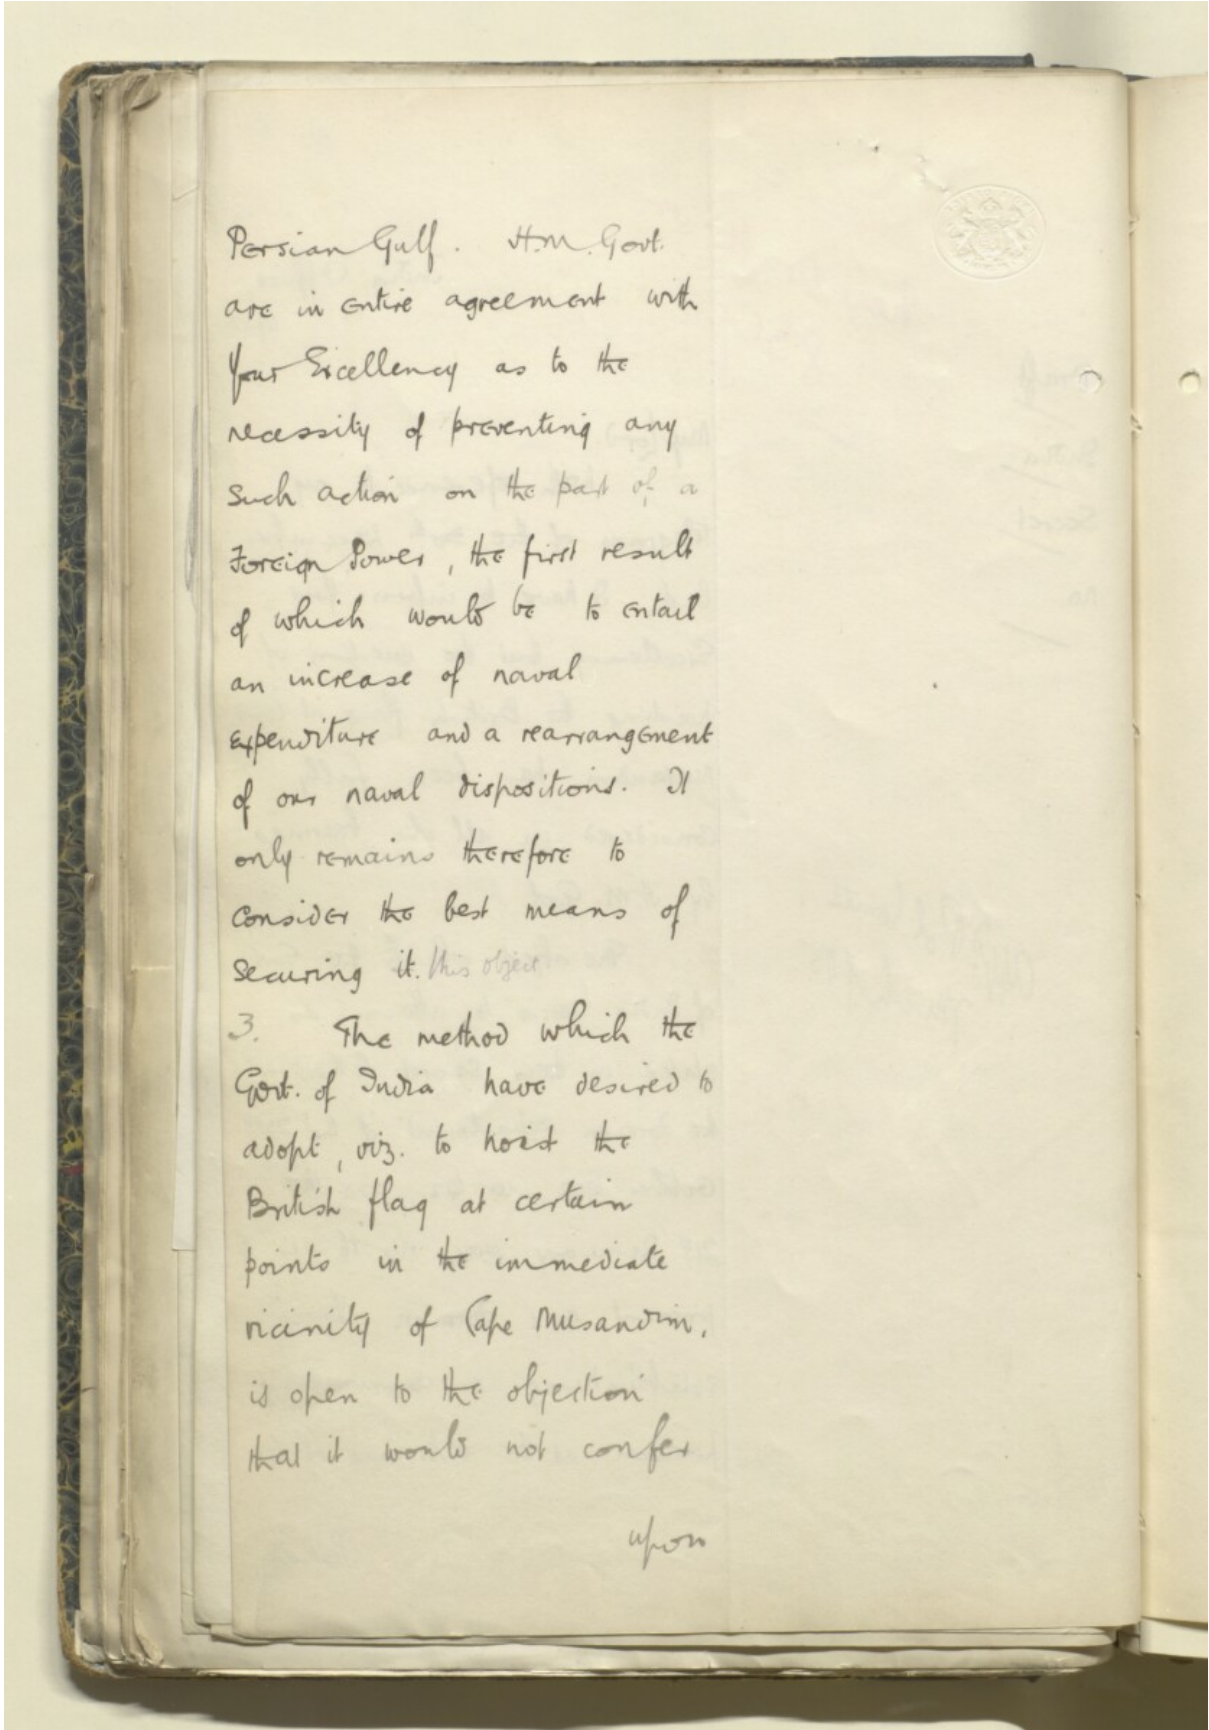 Persian Gulf. H.M. Govt.
are in entire agreement with
Your Excellency as to the
necessity of preventing any
such action on the part of a
Foreign Power, the first result
of which would be to entail
an increase of naval
expenditure and a rearrangement
of our naval dispositions. It
only remains therefore to
consider the best means of
securing it. this object
3. The method which the
Govt. of India have desired to
adopt, viz. to hoist the
British flag at certain
points in the immediate
vicinity of Cape Musandim,
is open to the objection
that it would not confer
upon